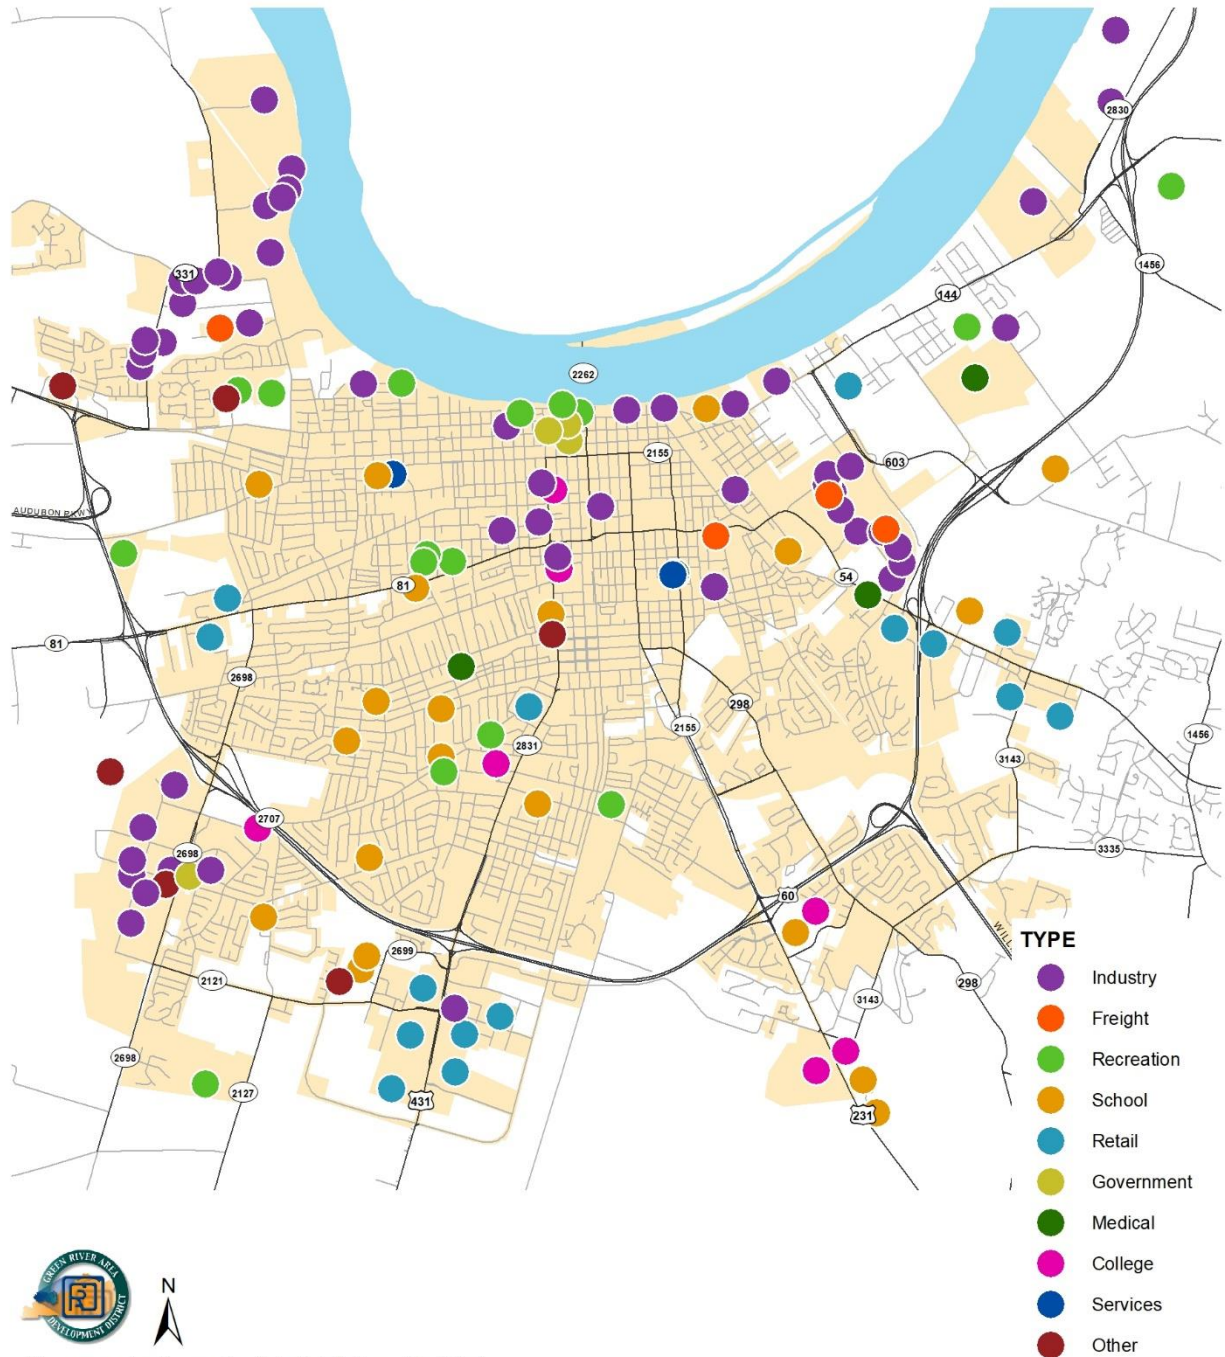 2830
1456
331
144
2262
2155
603
AUDUBON PKWY
81
54
81
2698
298
2155
2831
1456
3143
2707
2698
3335
60
2699
2121
298
3143
2698
2127
431
231
TYPE
Industry
Freight
Recreation
School
Retail
Government
Medical
College
Services
Other
GREEN RIVER AREA
DEVELOPMENT DISTRICT
N